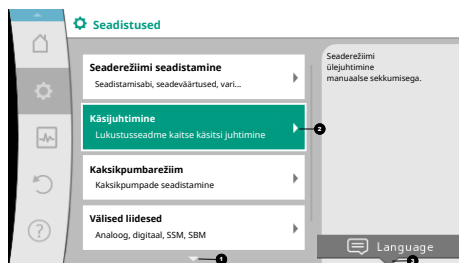 Seadistused
Seaderežiimi seadistamine
Seadistamisabi, seadeväärtused, vari...
Käsijuhtimine
Lukustusseadme kaitse käsitsi juhtimine
Kaksikpumbarežiim
Kaksikpumpade seadistamine
Välised liidesed
Analoog, digitaal, SSM, SBM
Seaderežiimi
ülejuhtimine
manuaalse sekkumisega.
Language
2
1
3